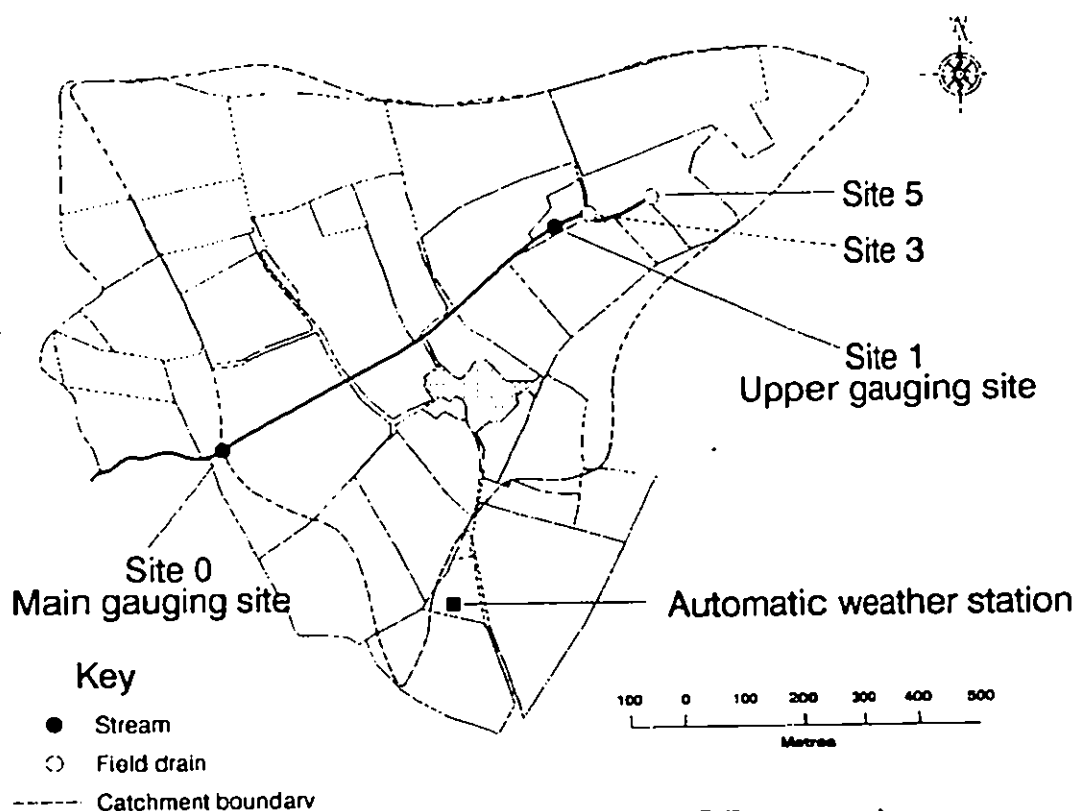 N
Site 5
Site 3
Site 1
Upper gauging site
Site 0
Main gauging site
Automatic weather station
Key
Stream
Field drain
Catchment boundary
100 0 100 200 300 400 500
Metres